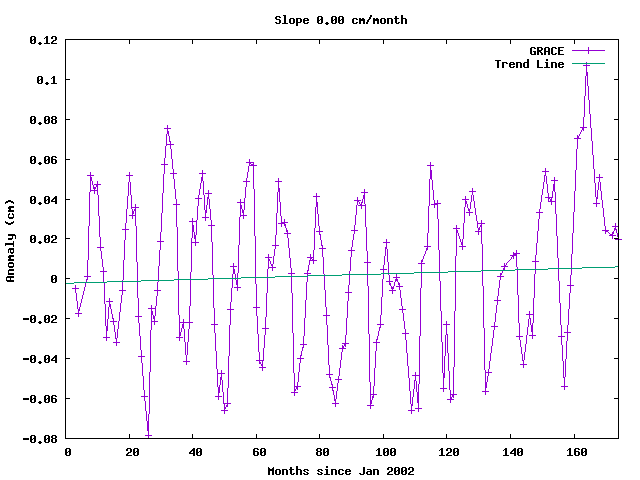 Slope 0.00 cm/month
0.12
0.1
0.08
0.06
0.04
0.02
0
-0.02
-0.04
-0.06
-0.08
Anomaly (cm)
GRACE
Trend Line
0 20 40 60 80 100 120 140 160
Months since Jan 2002